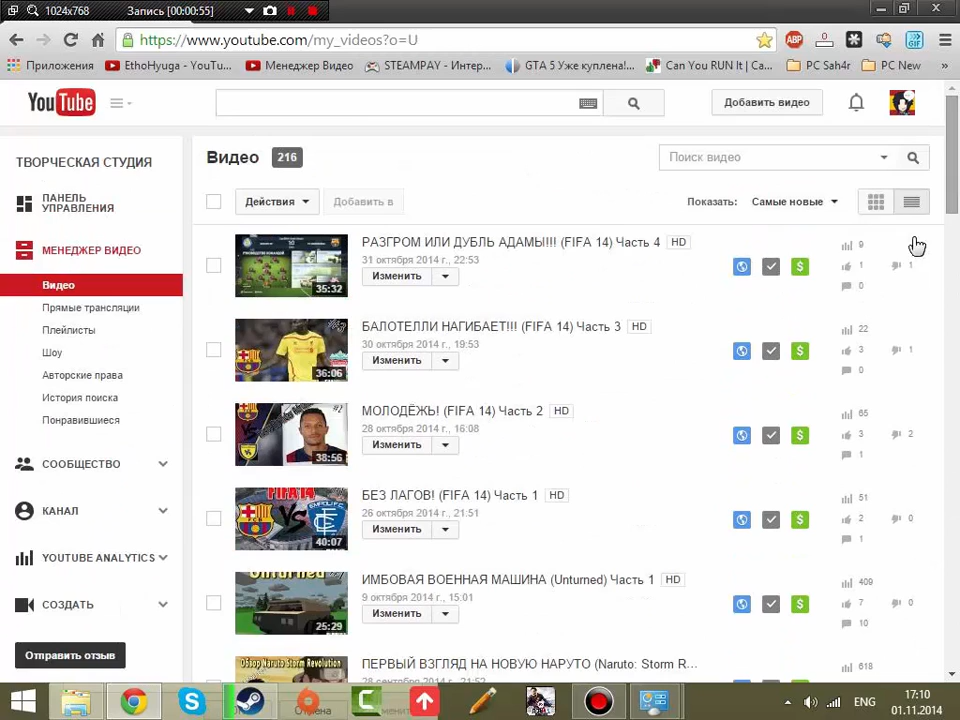 1024x768 Запись [00:00:55]
https://www.youtube.com/my_videos?o=U
ABP
GIF
Приложения EthoHyuga - YouTu... Менеджер Видео STEAMPAY - Интер... GTA 5 Уже куплена!... Can You RUN It | Ca... PC Sah4r PC New »
YouTube
Добавить видео
ТВОРЧЕСКАЯ СТУДИЯ
ПАНЕЛЬ
УПРАВЛЕНИЯ
МЕНЕДЖЕР ВИДЕО
Видео
Прямые трансляции
Плейлисты
Шоу
Авторские права
История поиска
Понравившиеся
СООБЩЕСТВО
КАНАЛ
YOUTUBE ANALYTICS
СОЗДАТЬ
Отправить отзыв
Видео 216
Поиск видео
Действия Добавить в
Показать: Самые новые
РАЗГРОМ ИЛИ ДУБЛЬ АДАМЫ!!! (FIFA 14) Часть 4 HD
31 октября 2014 г., 22:53
Изменить
35:32
9
1 1
0
БАЛОТЕЛЛИ НАГИБАЕТ!!! (FIFA 14) Часть 3 HD
30 октября 2014 г., 19:53
Изменить
36:06
22
3 1
0
МОЛОДЁЖЬ! (FIFA 14) Часть 2 HD
28 октября 2014 г., 16:08
Изменить
38:56
65
3 2
1
БЕЗ ЛАГОВ! (FIFA 14) Часть 1 HD
26 октября 2014 г., 21:51
Изменить
FIFA14
VS
40:07
51
2 0
1
ИМБОВАЯ ВОЕННАЯ МАШИНА (Unturned) Часть 1 HD
9 октября 2014 г., 15:01
Изменить
Unturned
25:29
409
7 0
10
ПЕРВЫЙ ВЗГЛЯД НА НОВУЮ НАРУТО (Naruto: Storm R...
Обзор Naruto Storm Revolution
618
ENG
17:10
01.11.2014